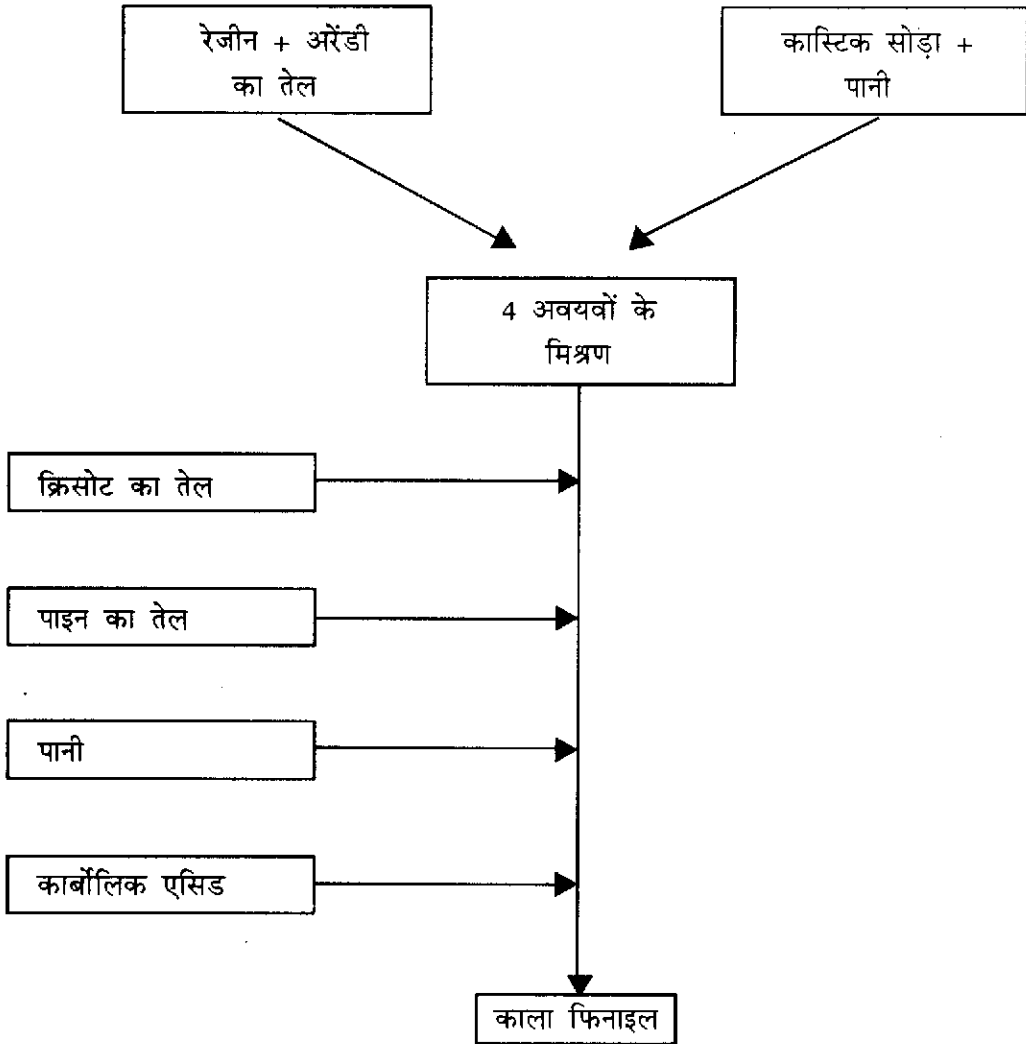 रेजीन + अरेंडी
का तेल
कास्टिक सोड़ा +
पानी
4 अवयवों के
मिश्रण
क्रिसोट का तेल
पाइन का तेल
पानी
कार्बोलिक एसिड
काला फिनाइल